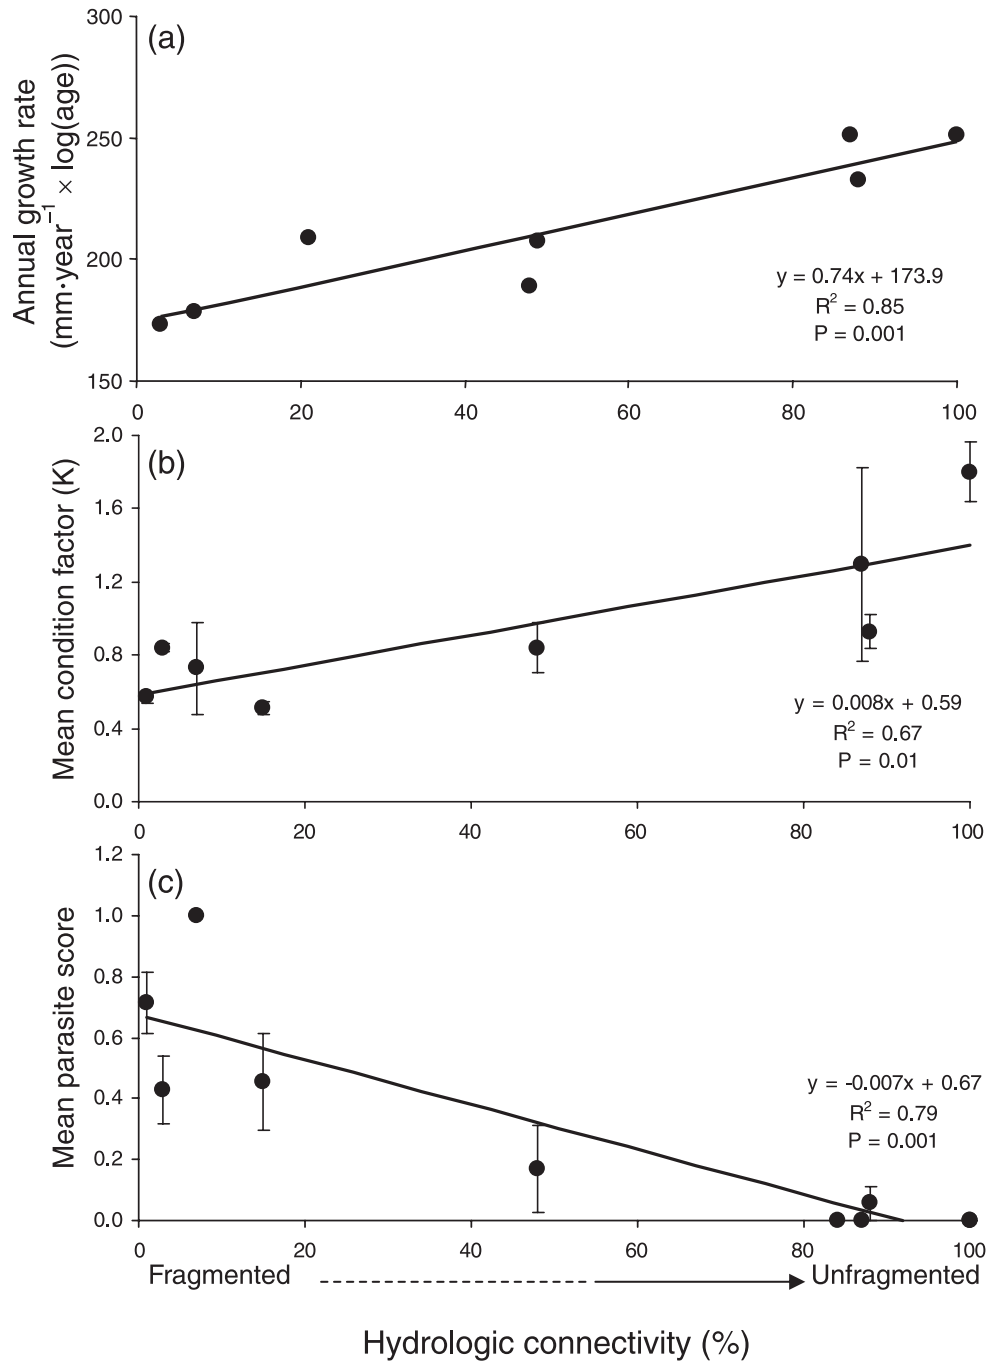 300
(a)
250
200
150
Annual growth rate
(mm·year⁻¹ × log(age))
y = 0.74x + 173.9
R² = 0.85
P = 0.001
0 20 40 60 80 100
2.0
(b)
1.6
1.2
0.8
0.4
0.0
Mean condition factor (K)
y = 0.008x + 0.59
R² = 0.67
P = 0.01
0 20 40 60 80 100
1.2
(c)
1.0
0.8
0.6
0.4
0.2
0.0
Mean parasite score
y = -0.007x + 0.67
R² = 0.79
P = 0.001
0 20 40 60 80 100
Fragmented Unfragmented
Hydrologic connectivity (%)